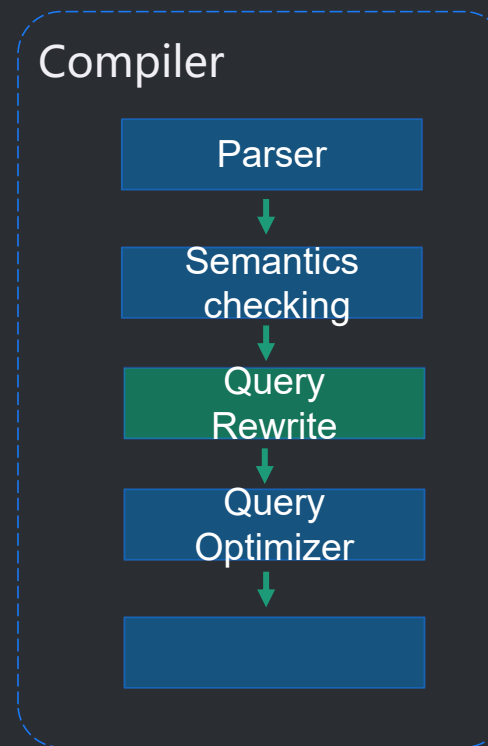 Compiler
Parser
Semantics
checking
Query
Rewrite
Query
Optimizer